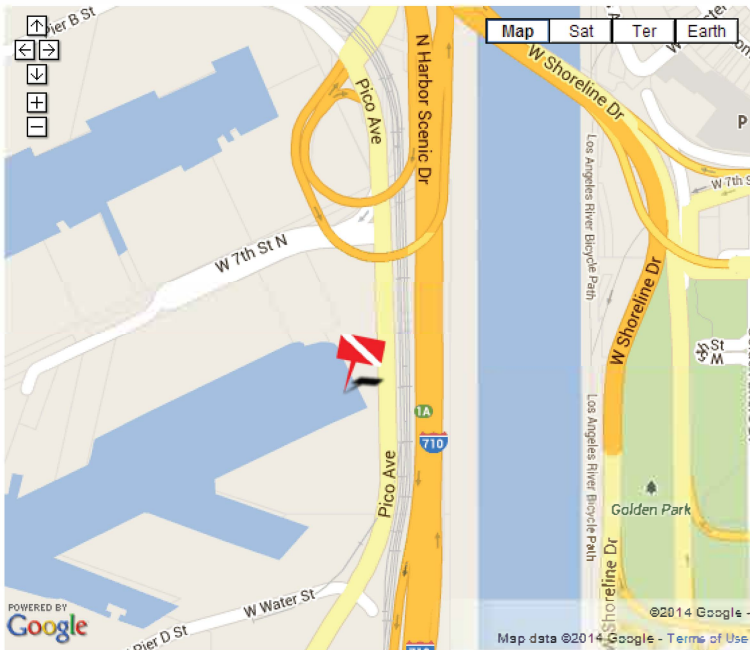 Pier B St
Map
Sat
Ter
Earth
N Harbor Scenic Dr
Pico Ave
W Shoreline Dr
P
W 7th S
Los Angeles River Bicycle Path
W 7th St N
W Shoreline Dr
W 5th St
1A
710
Los Angeles River Bicycle Path
Pico Ave
Golden Park
W Shoreline Dr
W Water St
Pier D St
POWERED BY
Google
©2014 Google -
Map data ©2014 Google - Terms of Use
710